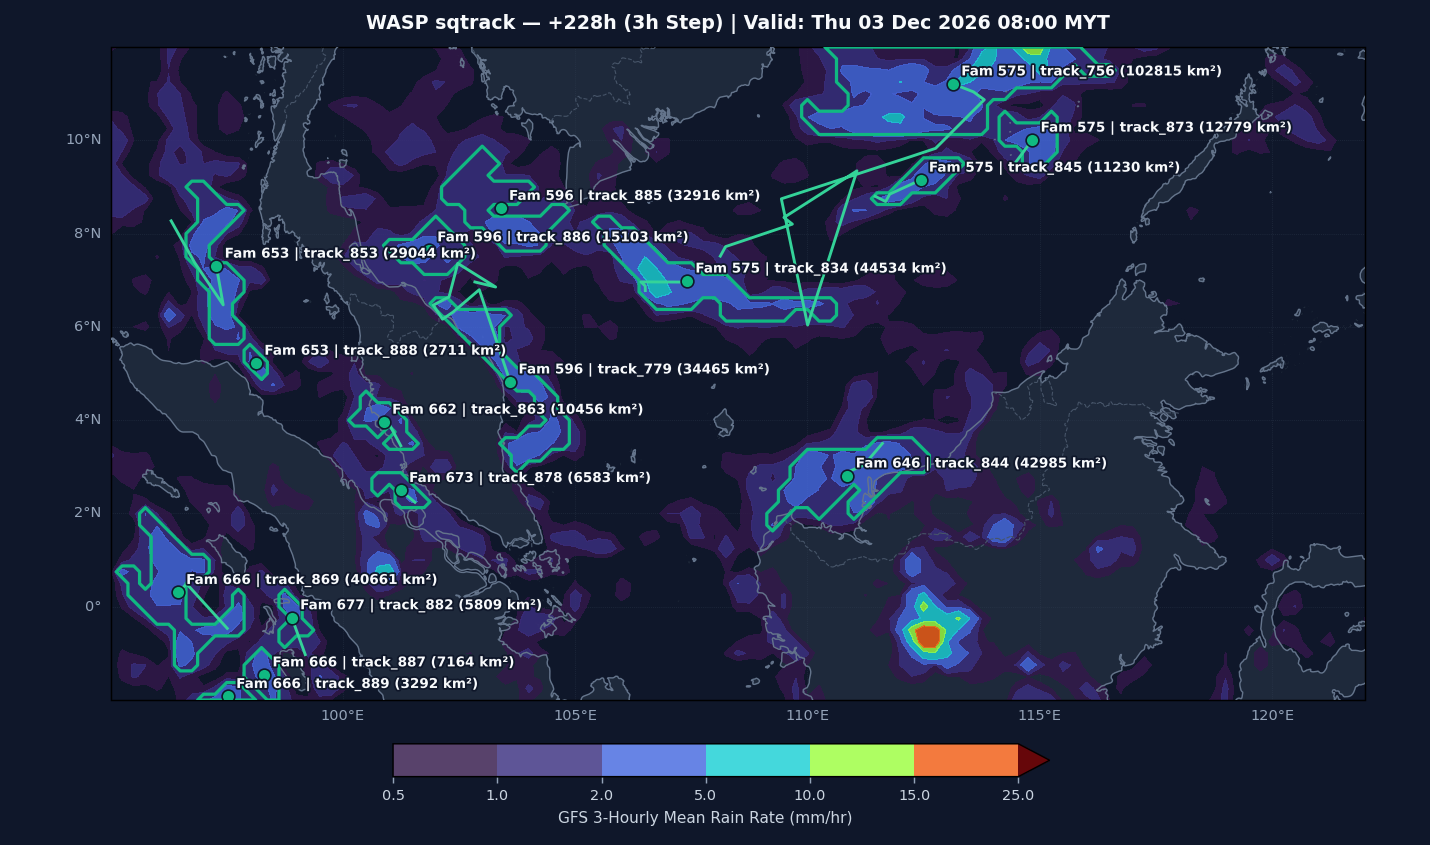 WASP sqtrack — +228h (3h Step) | Valid: Thu 03 Dec 2026 08:00 MYT
Fam 575 | track_756 (102815 km²)
Fam 575 | track_873 (12779 km²)
10°N
Fam 575 | track_845 (11230 km²)
Fam 596 | track_885 (32916 km²)
8°N
Fam 596 | track_886 (15103 km²)
Fam 653 | track_853 (29044 km²)
Fam 575 | track_834 (44534 km²)
6°N
Fam 653 | track_888 (2711 km²)
Fam 596 | track_779 (34465 km²)
4°N
Fam 662 | track_863 (10456 km²)
Fam 646 | track_844 (42985 km²)
Fam 673 | track_878 (6583 km²)
2°N
Fam 666 | track_869 (40661 km²)
0°
Fam 677 | track_882 (5809 km²)
Fam 666 | track_887 (7164 km²)
Fam 666 | track_889 (3292 km²)
100°E 105°E 110°E 115°E 120°E
0.5 1.0 2.0 5.0 10.0 15.0 25.0
GFS 3-Hourly Mean Rain Rate (mm/hr)